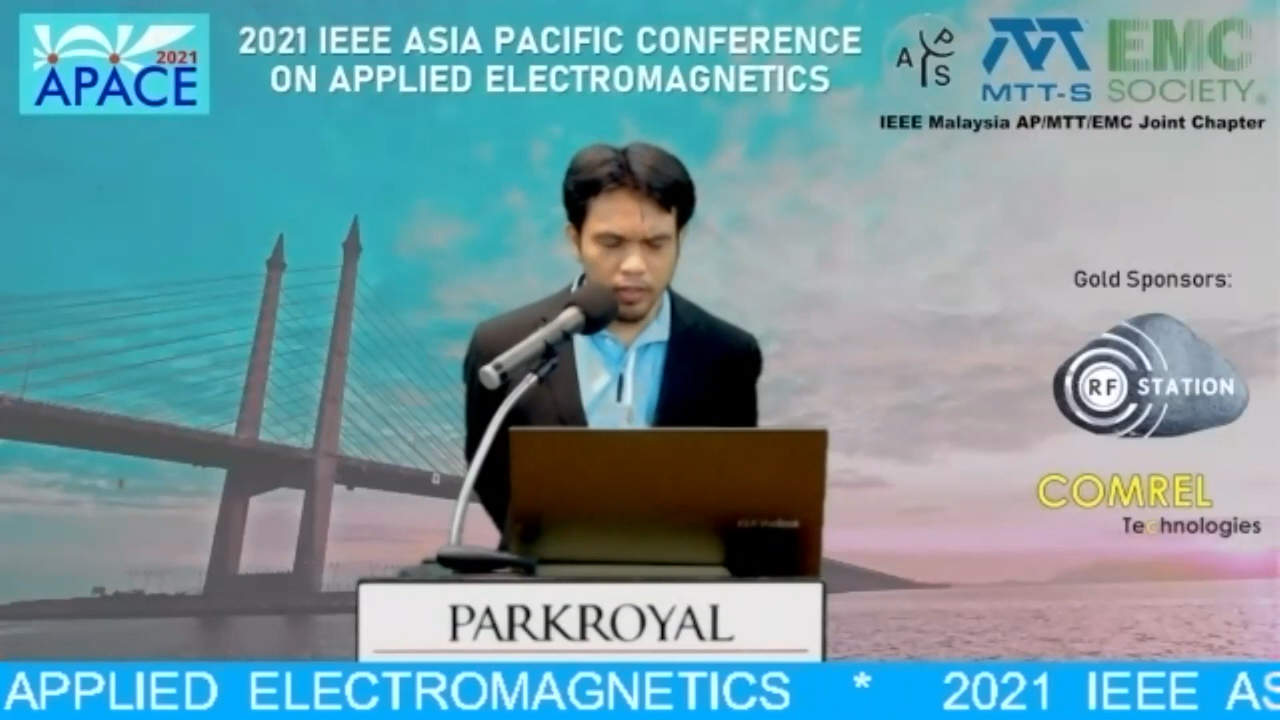 2021
APACE
2021 IEEE ASIA PACIFIC CONFERENCE
ON APPLIED ELECTROMAGNETICS
APS
MTT-S
EMC
SOCIETY
IEEE Malaysia AP/MTT/EMC Joint Chapter
Gold Sponsors:
RF STATION
COMREL
Technologies
PARKROYAL
APPLIED ELECTROMAGNETICS * 2021 IEEE AS